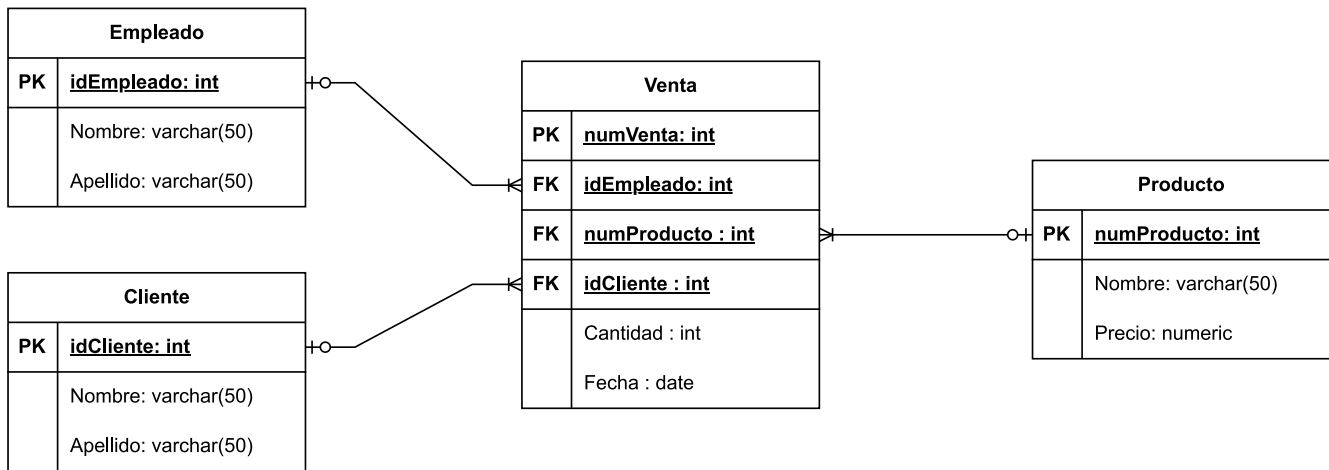 Empleado
PK idEmpleado: int
Nombre: varchar(50)
Apellido: varchar(50)
Cliente
PK idCliente: int
Nombre: varchar(50)
Apellido: varchar(50)
Venta
PK numVenta: int
FK idEmpleado: int
FK numProducto : int
FK idCliente : int
Cantidad : int
Fecha : date
Producto
PK numProducto: int
Nombre: varchar(50)
Precio: numeric